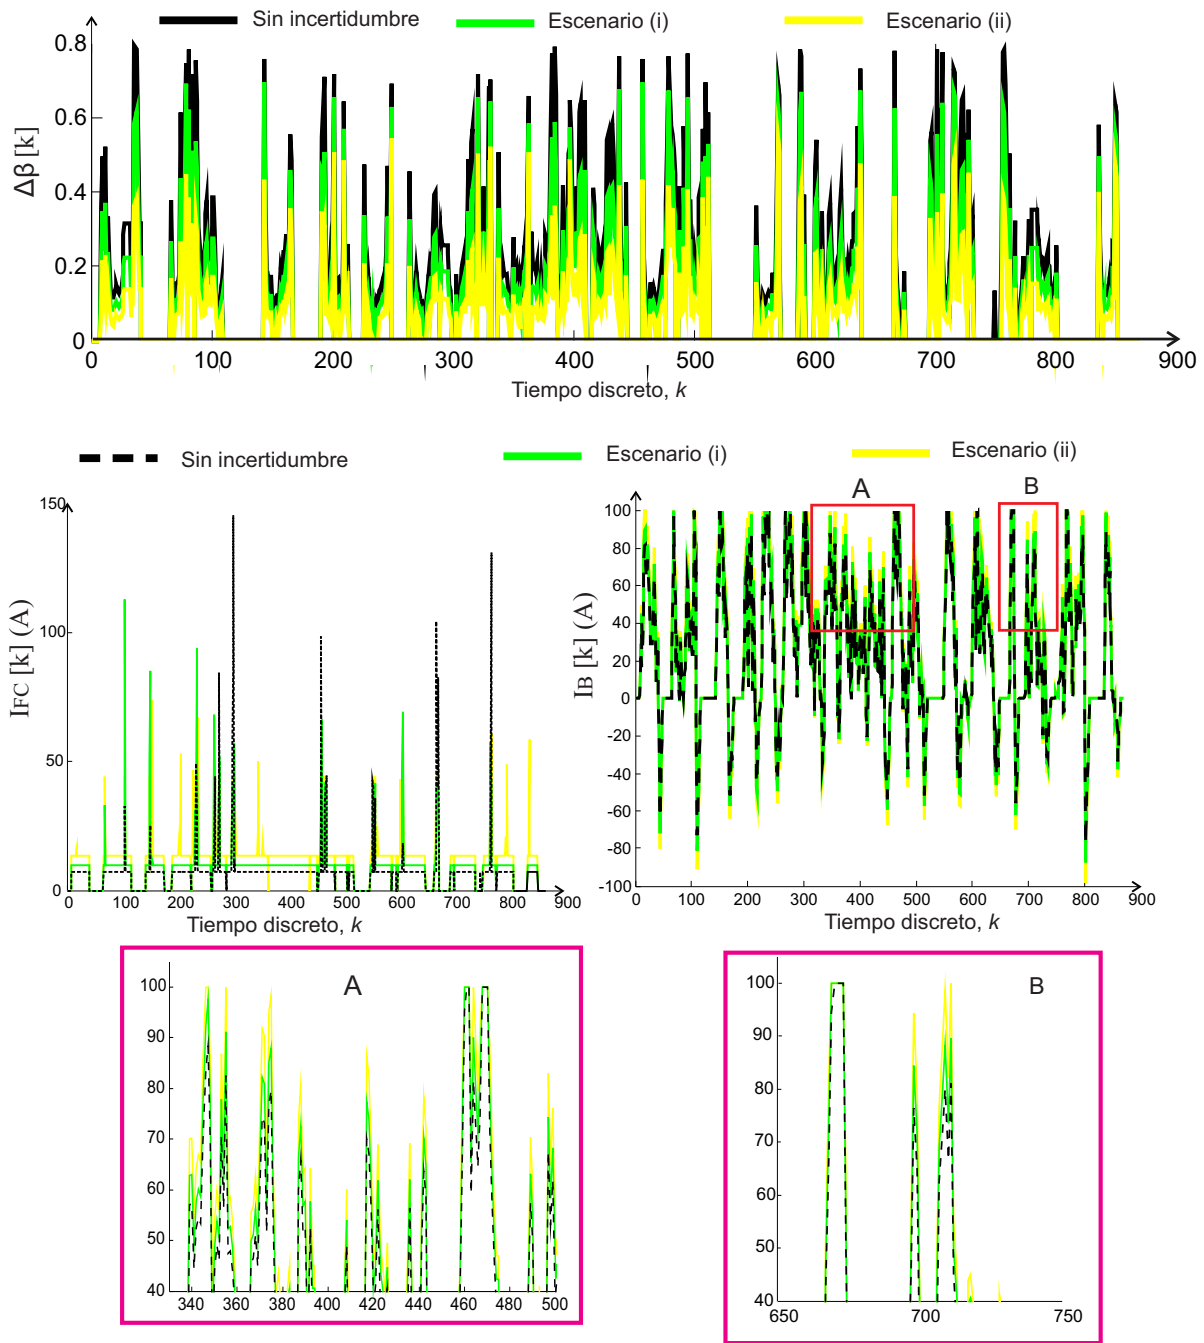 Sin incertidumbre Escenario (i) Escenario (ii)
0.8
0.6
0.4
0.2
0
Δβ [k]
0 100 200 300 400 500 600 700 800 900
Tiempo discreto, k
Sin incertidumbre Escenario (i) Escenario (ii)
150
100
50
0
IFC [k] (A)
0 100 200 300 400 500 600 700 800 900
Tiempo discreto, k
A B
100
80
60
40
20
0
-20
-40
-60
-80
-100
IB [k] (A)
0 100 200 300 400 500 600 700 800 900
Tiempo discreto, k
A
100
90
80
70
60
50
40
340 360 380 400 420 440 460 480 500
B
100
90
80
70
60
50
40
650 700 750